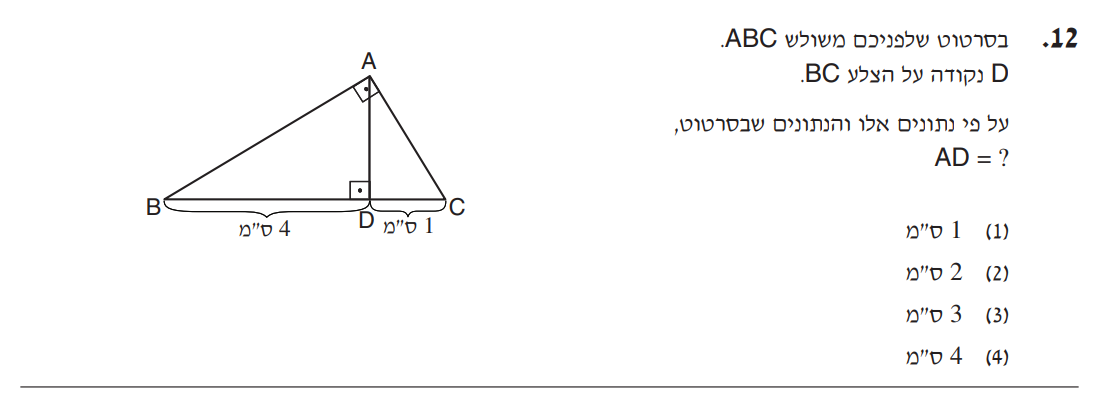 12. בסרטוט שלפניכם משולש ABC.
D נקודה על הצלע BC.
על פי נתונים אלו והנתונים שבסרטוט,
AD = ?
(1) 1 ס"מ
(2) 2 ס"מ
(3) 3 ס"מ
(4) 4 ס"מ
A
B
D
C
4 ס"מ
1 ס"מ